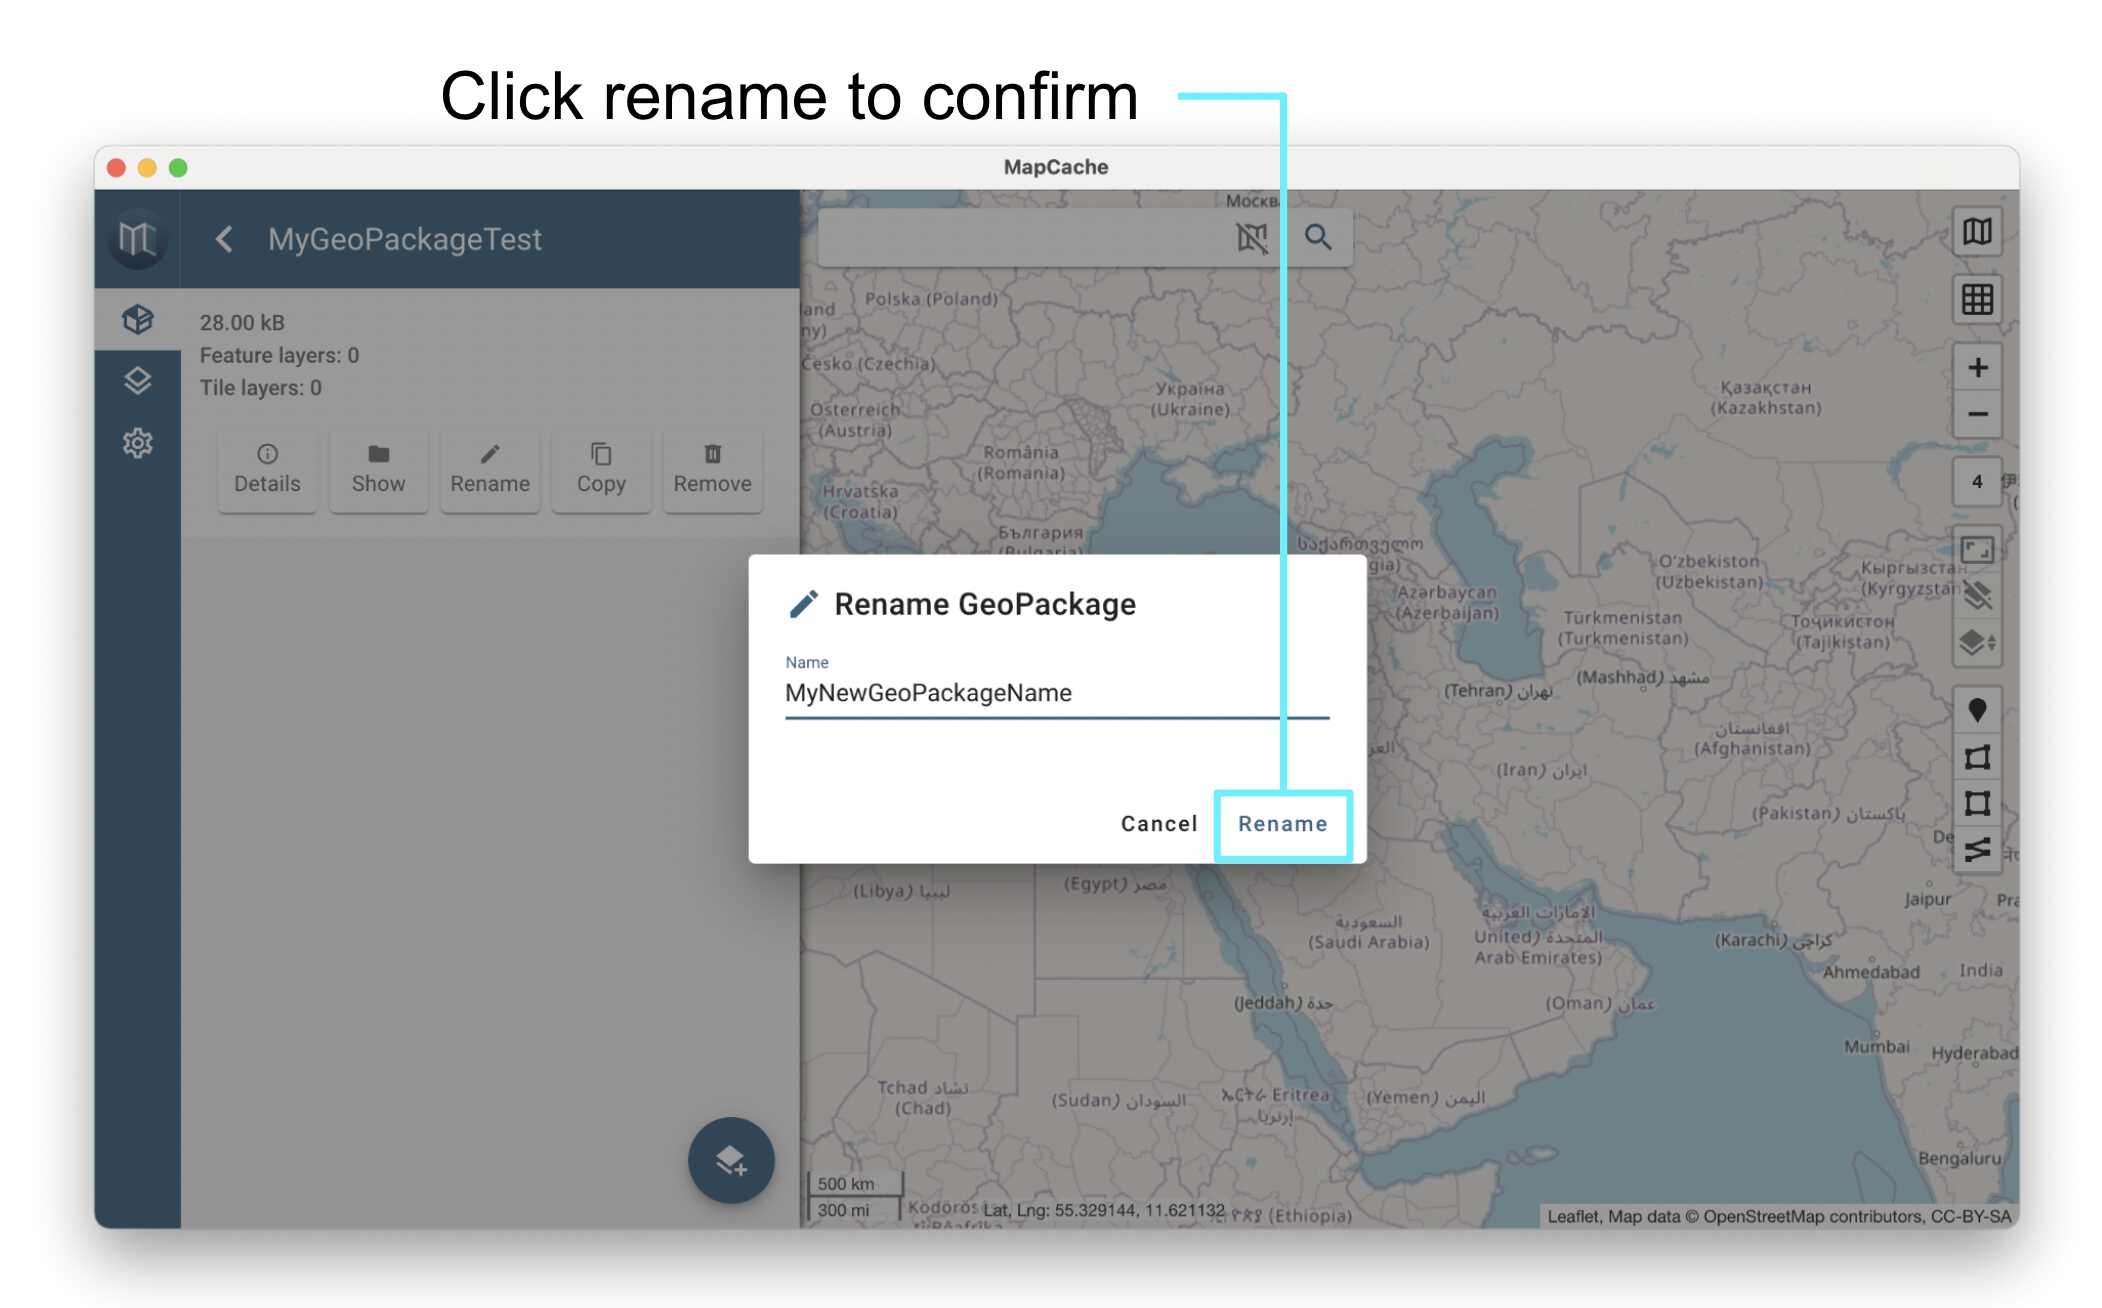 Click rename to confirm
MapCache
MyGeoPackageTest
28.00 kB
Feature layers: 0
Tile layers: 0
Details
Show
Rename
Copy
Remove
Rename GeoPackage
Name
MyNewGeoPackageName
Cancel
Rename
Polska (Poland)
Česko (Czechia)
Österreich
(Austria)
Україна
(Ukraine)
România
(Romania)
Hrvatska
(Croatia)
България
(Bulgaria)
საქართველო
Қазақстан
(Kazakhstan)
4
Azərbaycan
(Azerbaijan)
Oʻzbekiston
(Uzbekistan)
Кыргызстан
(Kyrgyzstan
Türkmenistan
(Turkmenistan)
Тоҷикистон
(Tajikistan)
(Tehran) تهران
(Mashhad) مشهد
افغانستان
(Afghanistan)
(Iran) ایران
(Pakistan) پاکستان
(Libya) ليبيا
(Egypt) مصر
السعودية
(Saudi Arabia)
الإمارات العربية
المتحدة (United
Arab Emirates)
(Karachi) کراچی
Jaipur
Ahmedabad
India
(Jeddah) جدة
(Oman) عمان
Mumbai
Hyderabad
Tchad تشاد
(Chad)
(Sudan) السودان
ኤርትራ Eritrea
إرتريا
(Yemen) اليمن
Bengaluru
500 km
300 mi
Lat, Lng: 55.329144, 11.621132
(Ethiopia)
Leaflet, Map data © OpenStreetMap contributors, CC-BY-SA